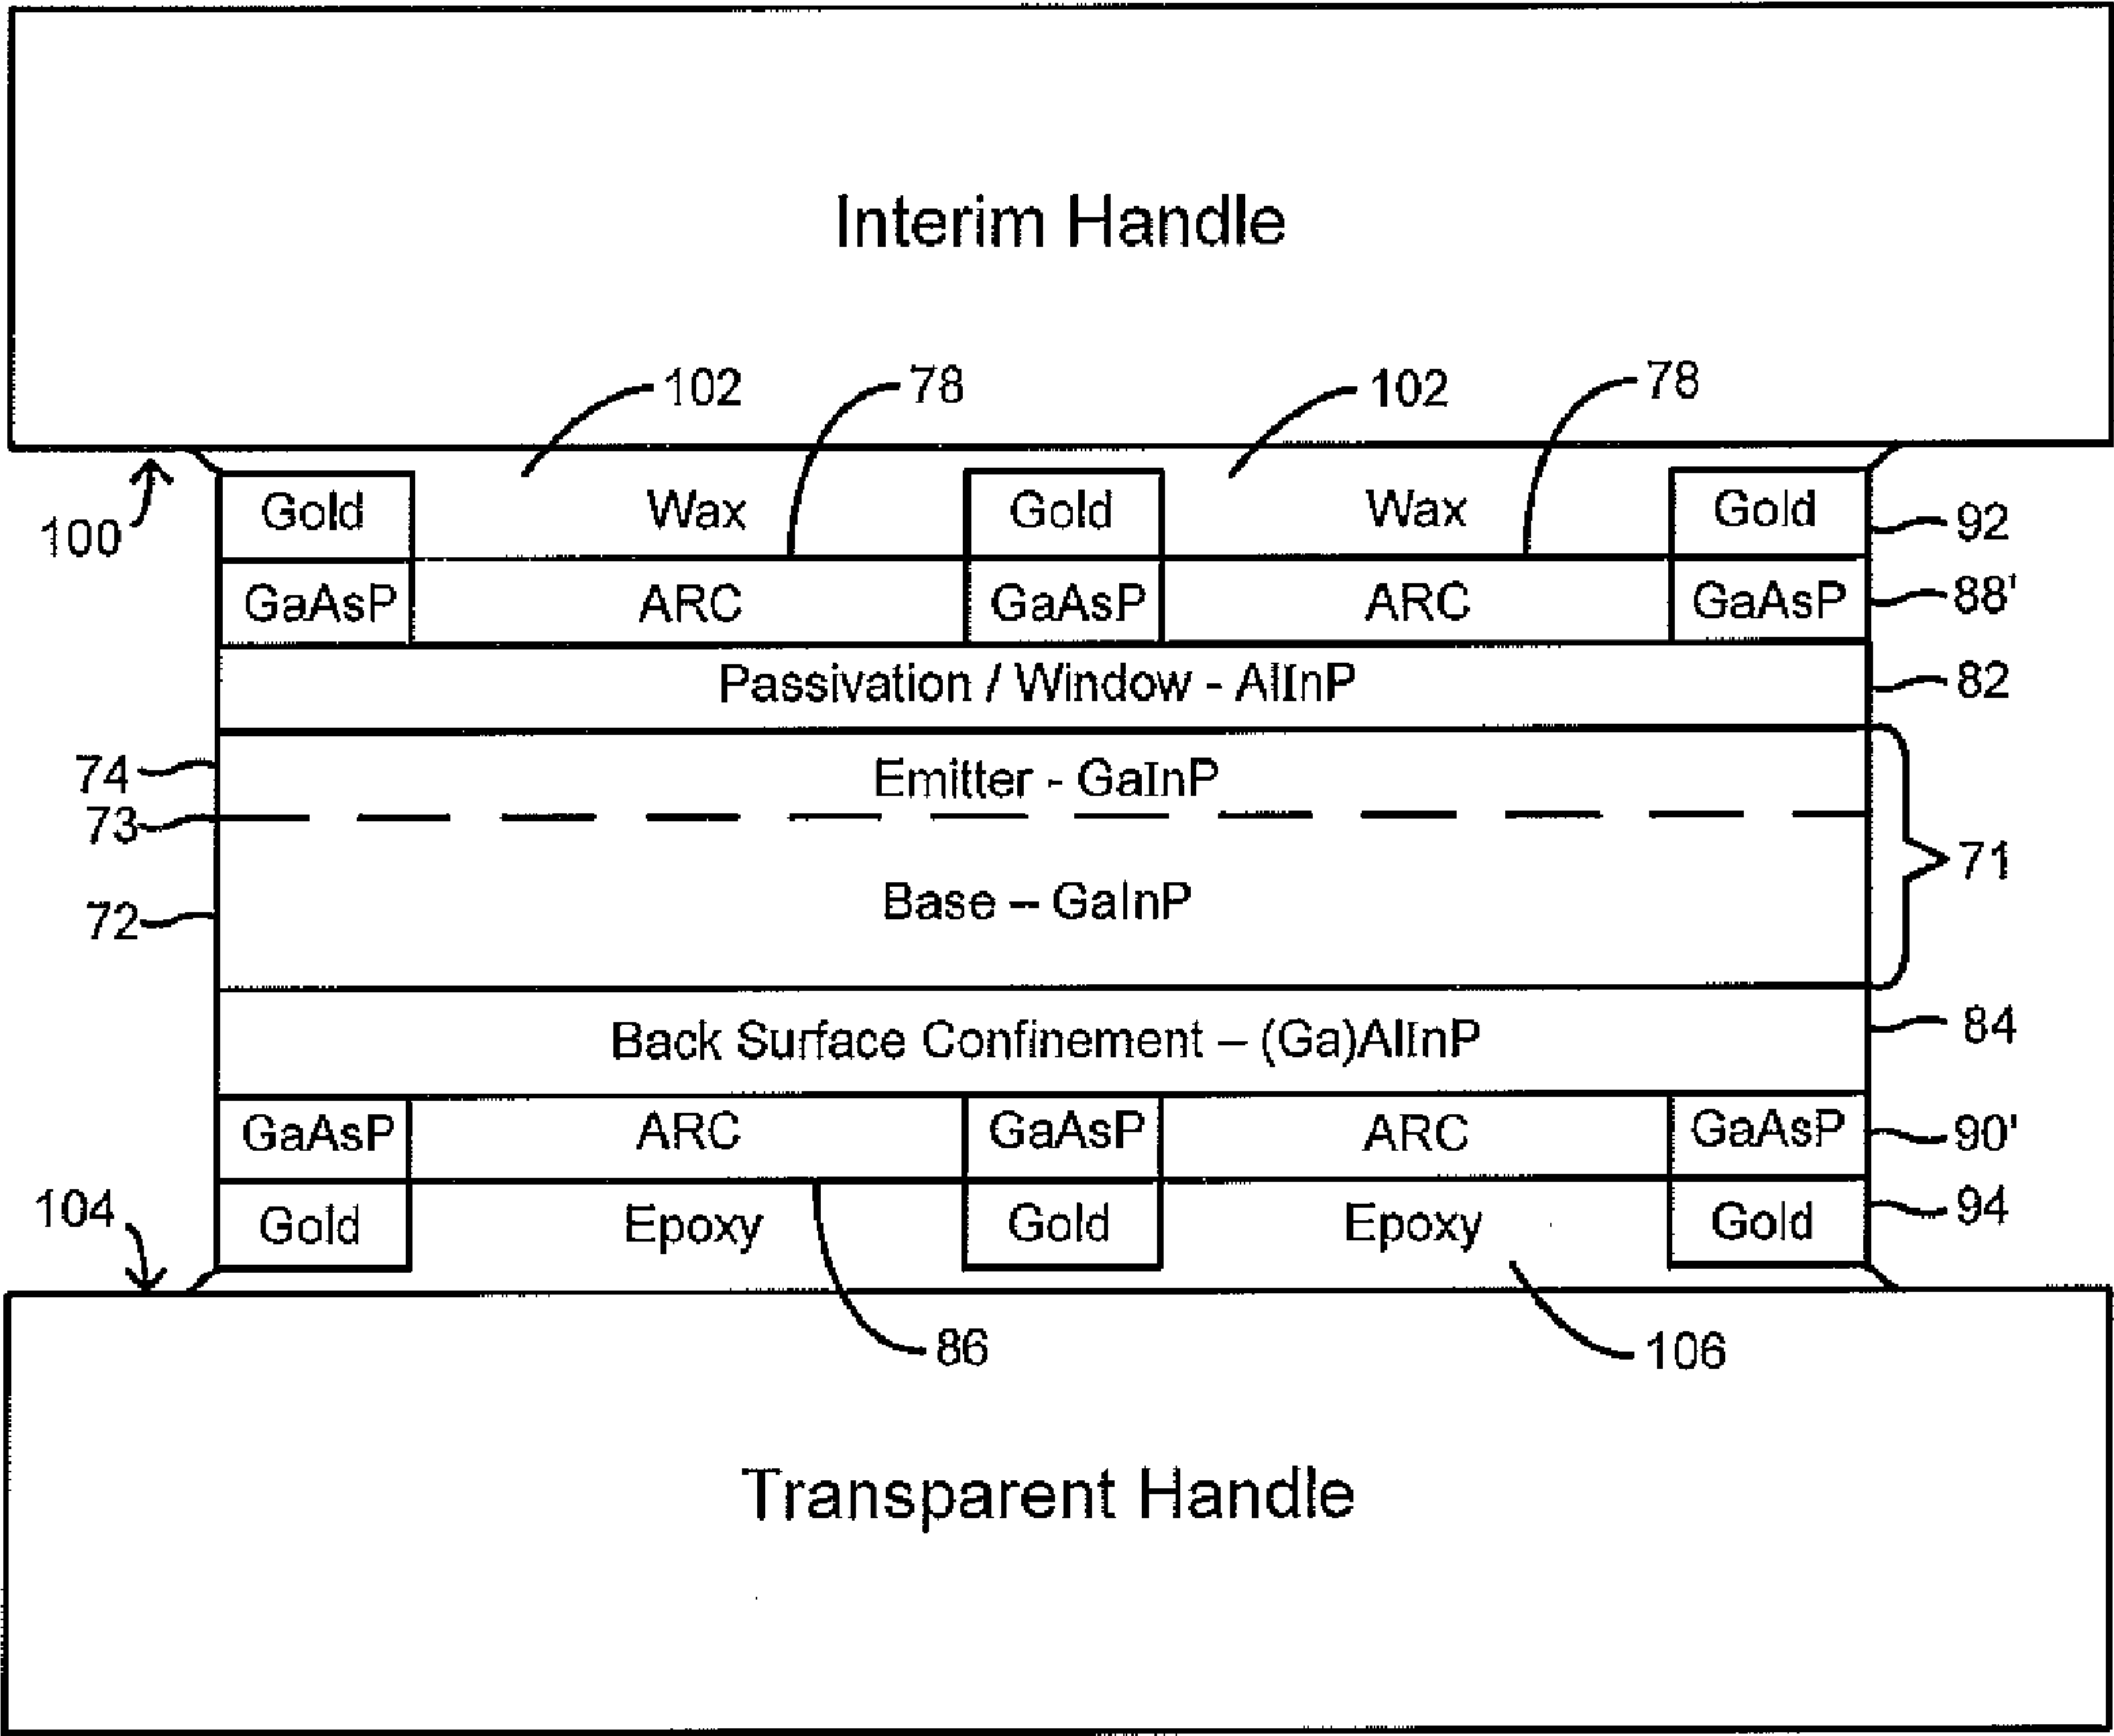 Interim Handle
102 78 102 78
100 Gold Wax Gold Wax Gold 92
GaAsP ARC GaAsP ARC GaAsP 88'
Passivation / Window - AlInP 82
74 Emitter - GaInP
73
71
72 Base – GaInP
Back Surface Confinement – (Ga)AlInP 84
GaAsP ARC GaAsP ARC GaAsP 90'
104 Gold Epoxy Gold Epoxy Gold 94
86 106
Transparent Handle